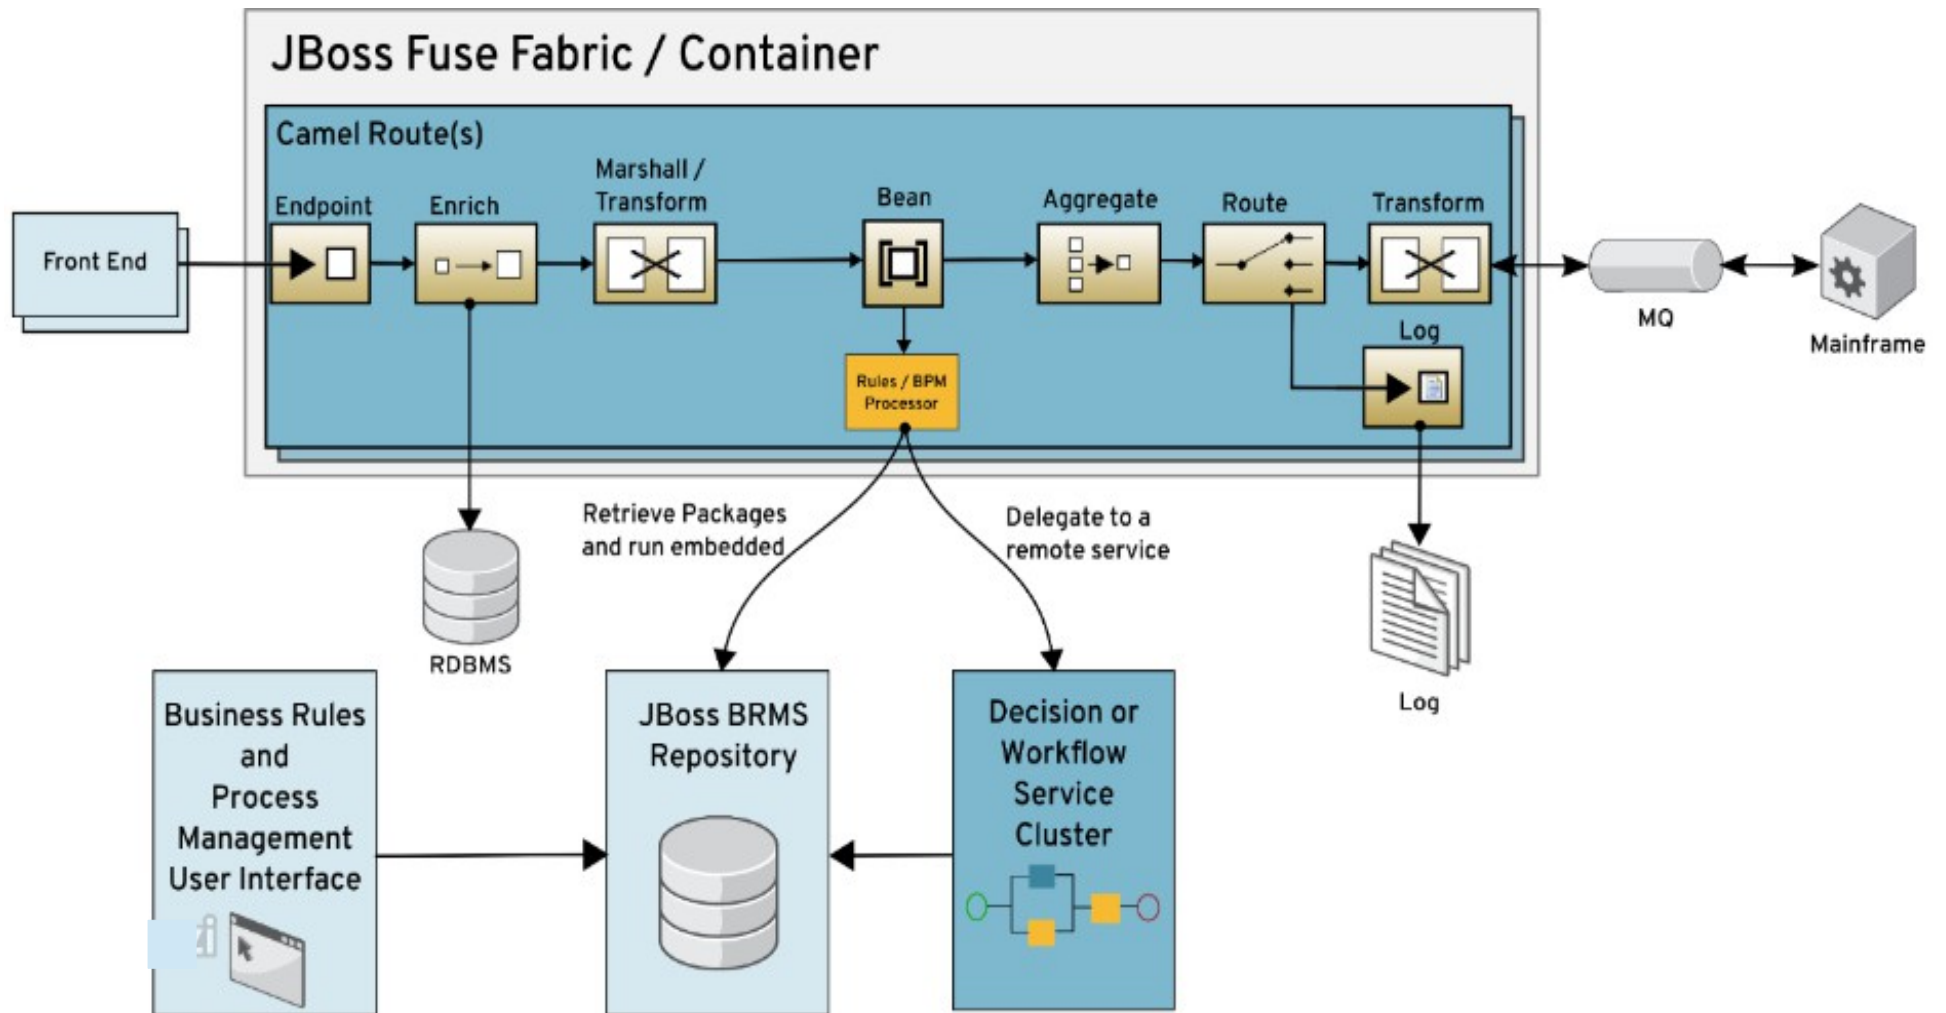 JBoss Fuse Fabric / Container
Camel Route(s)
Front End
Endpoint
Enrich
Marshall /
Transform
Bean
Aggregate
Route
Transform
MQ
Mainframe
Log
Rules / BPM
Processor
Retrieve Packages
and run embedded
Delegate to a
remote service
RDBMS
Log
Business Rules
and
Process
Management
User Interface
JBoss BRMS
Repository
Decision or
Workflow
Service
Cluster